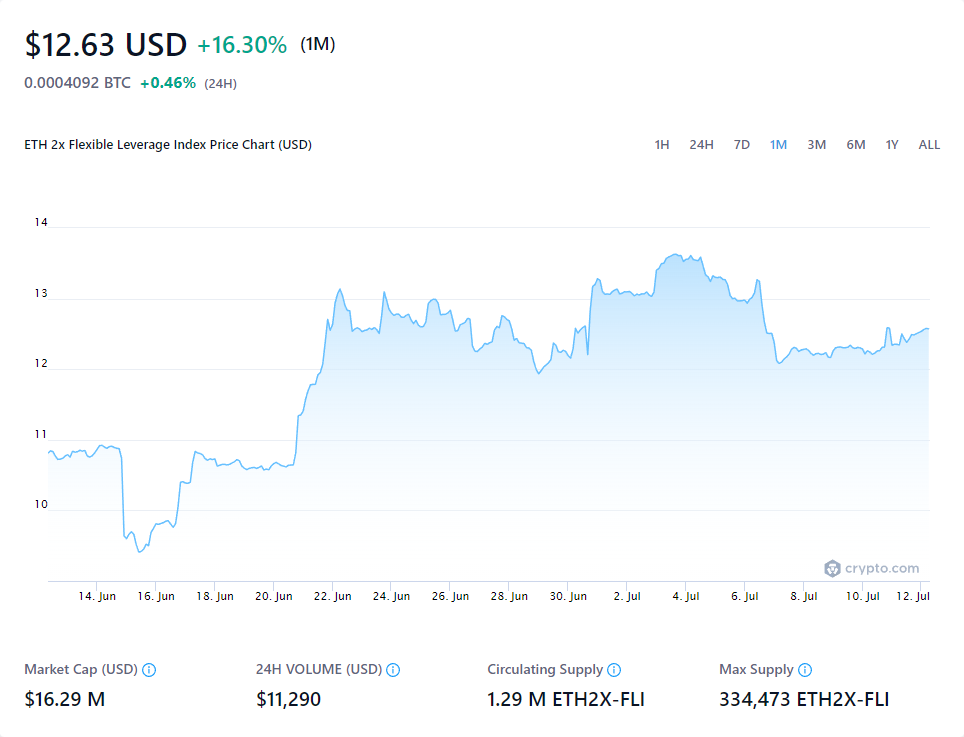 $12.63 USD +16.30% (1M)
0.0004092 BTC +0.46% (24H)
ETH 2x Flexible Leverage Index Price Chart (USD)
1H 24H 7D 1M 3M 6M 1Y ALL
14
13
12
11
10
crypto.com
14. Jun 16. Jun 18. Jun 20. Jun 22. Jun 24. Jun 26. Jun 28. Jun 30. Jun 2. Jul 4. Jul 6. Jul 8. Jul 10. Jul 12. Jul
Market Cap (USD) 24H VOLUME (USD) Circulating Supply Max Supply
$16.29 M $11,290 1.29 M ETH2X-FLI 334,473 ETH2X-FLI